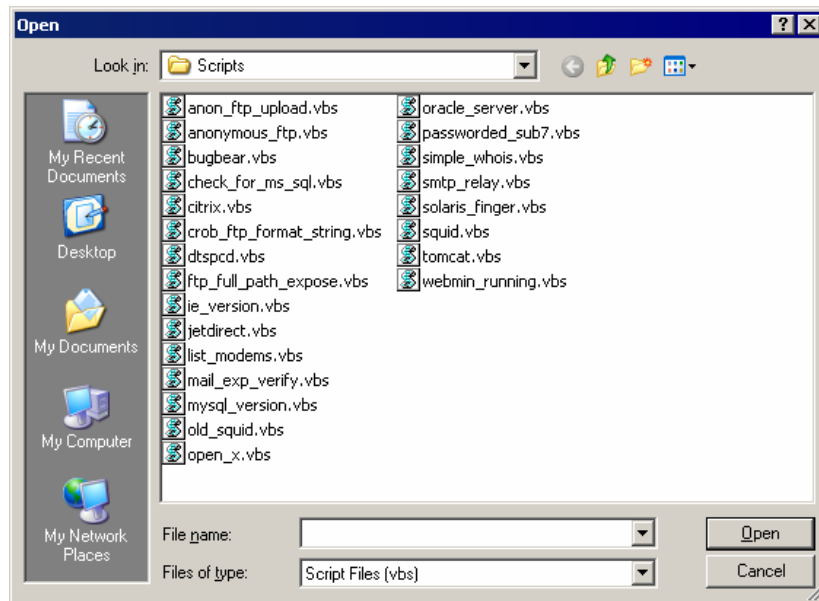 Open
Look in:
Scripts
My Recent
Documents
Desktop
My Documents
My Computer
My Network
Places
anon_ftp_upload.vbs
anonymous_ftp.vbs
bugbear.vbs
check_for_ms_sql.vbs
citrix.vbs
crob_ftp_format_string.vbs
dtspcd.vbs
ftp_full_path_expose.vbs
ie_version.vbs
jetdirect.vbs
list_modems.vbs
mail_exp_verify.vbs
mysql_version.vbs
old_squid.vbs
open_x.vbs
oracle_server.vbs
passworded_sub7.vbs
simple_whois.vbs
smtp_relay.vbs
solaris_finger.vbs
squid.vbs
tomcat.vbs
webmin_running.vbs
File name:
Open
Files of type:
Script Files (vbs)
Cancel